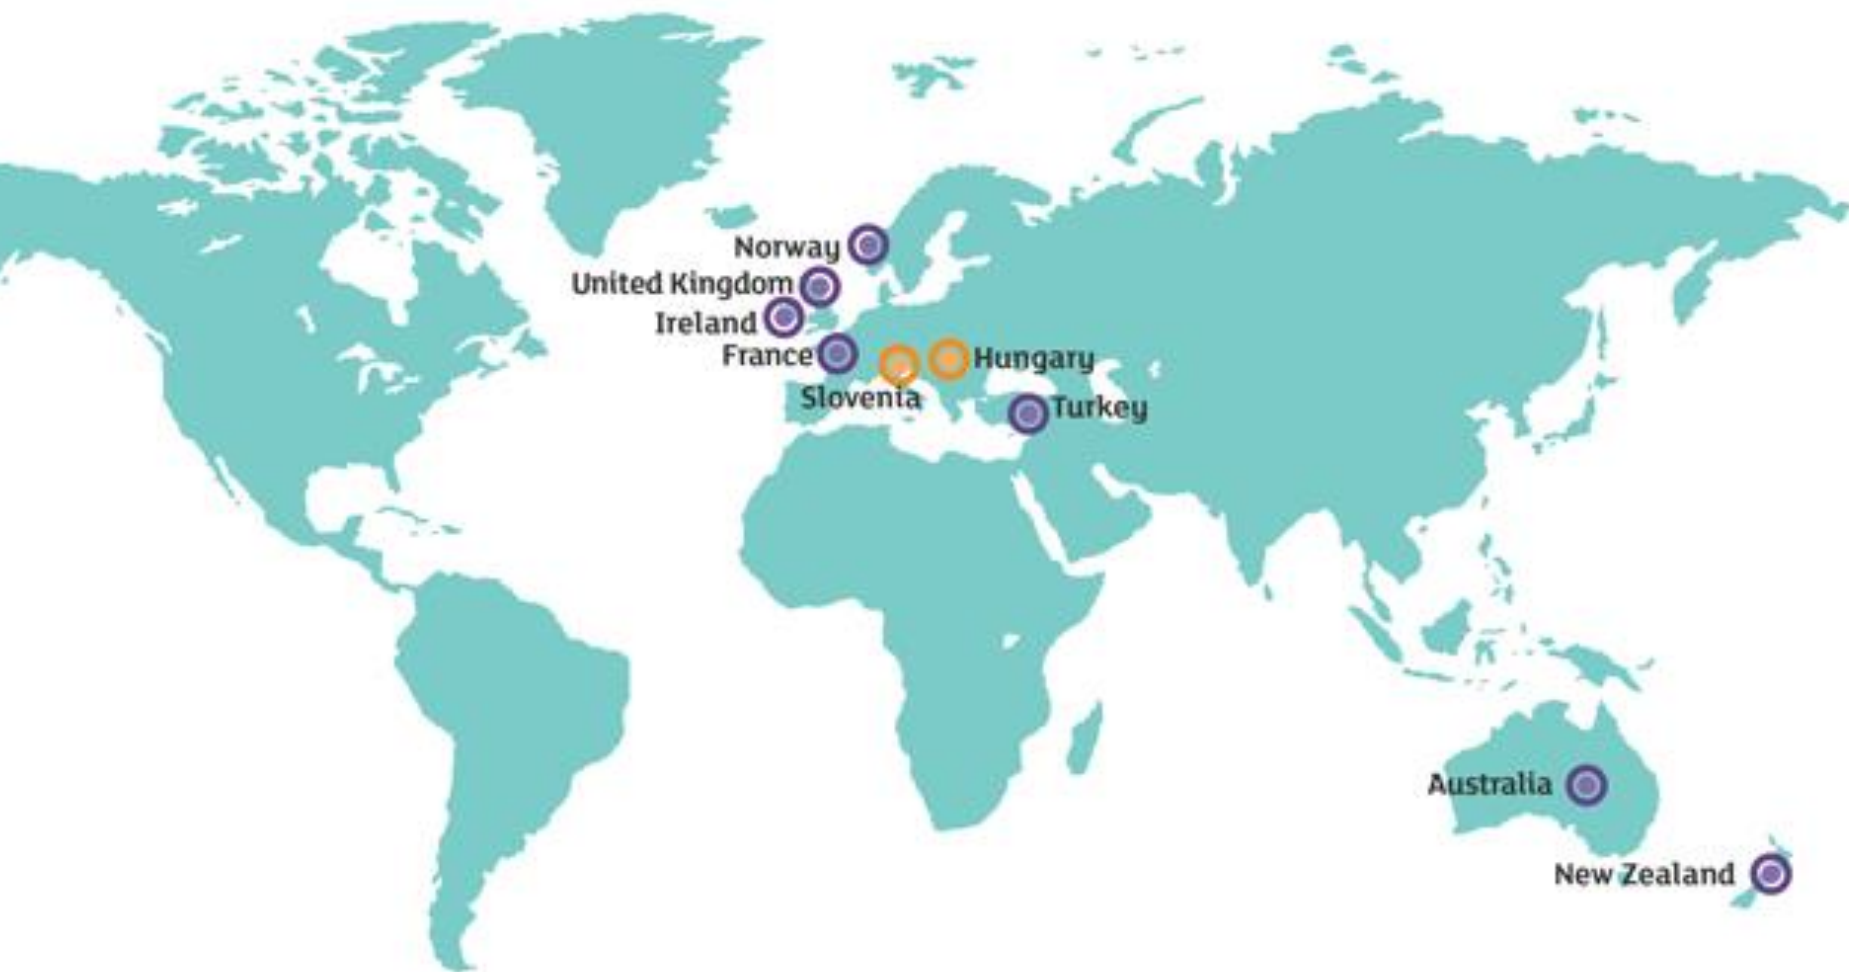 Norway
United Kingdom
Ireland
France
Hungary
Slovenia
Turkey
Australia
New Zealand